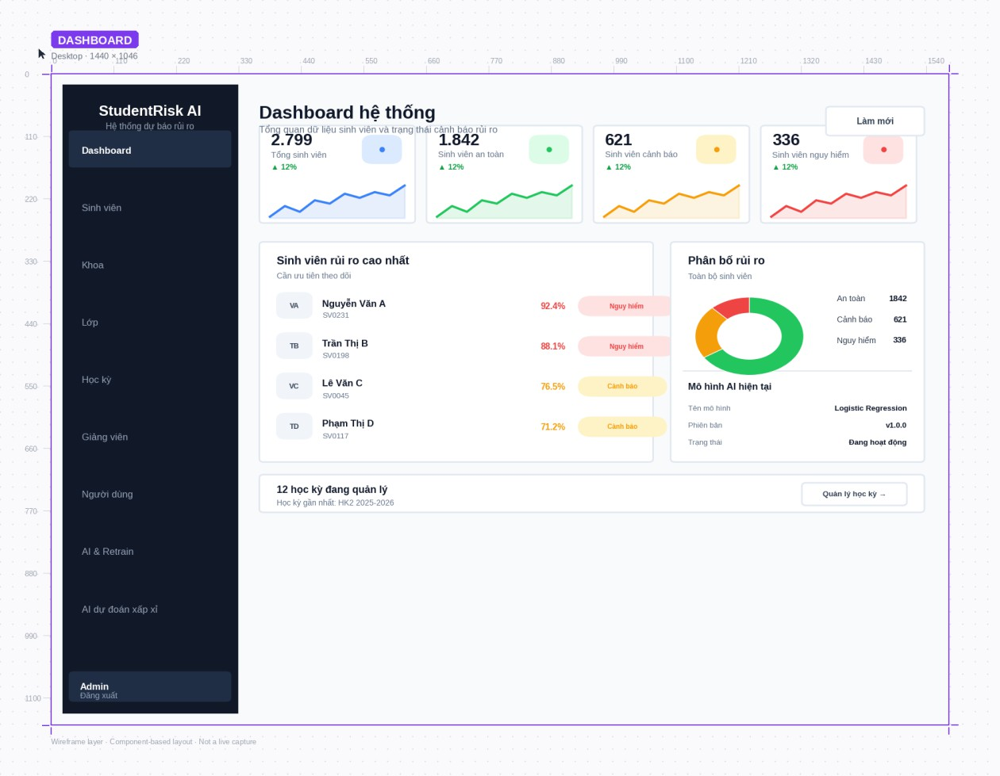 DASHBOARD
Desktop · 1440 × 1046
0 110 220 330 440 550 660 770 880 990 1100 1210 1320 1430 1540
0
110
220
330
440
550
660
770
880
990
1100
StudentRisk AI
Hệ thống dự báo rủi ro
Dashboard
Sinh viên
Khoa
Lớp
Học kỳ
Giảng viên
Người dùng
AI & Retrain
AI dự đoán xấp xỉ
Admin
Đăng xuất
Dashboard hệ thống
Tổng quan dữ liệu sinh viên và trạng thái cảnh báo rủi ro
Làm mới
2.799
Tổng sinh viên
▲ 12%
1.842
Sinh viên an toàn
▲ 12%
621
Sinh viên cảnh báo
▲ 12%
336
Sinh viên nguy hiểm
▲ 12%
Sinh viên rủi ro cao nhất
Cần ưu tiên theo dõi
VA Nguyễn Văn A 92.4% Nguy hiểm
SV0231
TB Trần Thị B 88.1% Nguy hiểm
SV0198
VC Lê Văn C 76.5% Cảnh báo
SV0045
TD Phạm Thị D 71.2% Cảnh báo
SV0117
Phân bố rủi ro
Toàn bộ sinh viên
An toàn 1842
Cảnh báo 621
Nguy hiểm 336
Mô hình AI hiện tại
Tên mô hình Logistic Regression
Phiên bản v1.0.0
Trạng thái Đang hoạt động
12 học kỳ đang quản lý
Học kỳ gần nhất: HK2 2025-2026
Quản lý học kỳ →
Wireframe layer · Component-based layout · Not a live capture